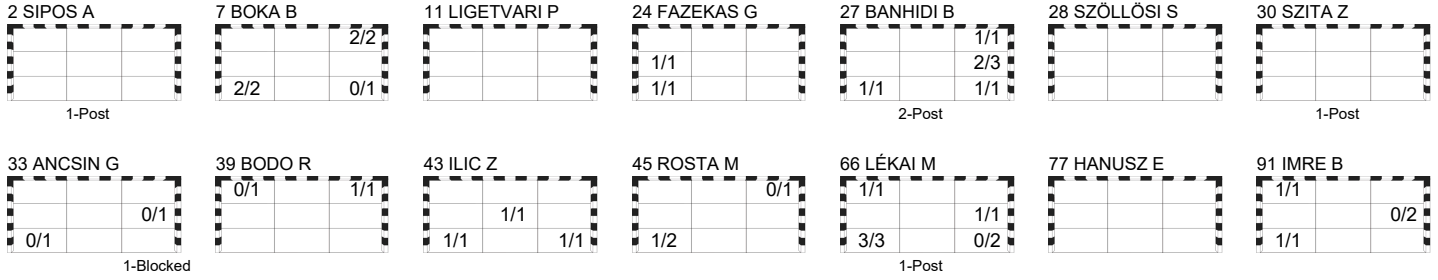 2 SIPOS A 7 BOKA B 11 LIGETVARI P 24 FAZEKAS G 27 BANHIDI B 28 SZÖLLÖSI S 30 SZITA Z
2/2 1/1
1/1 2/3
2/2 0/1 1/1 1/1 1/1
1-Post 2-Post 1-Post
33 ANCSIN G 39 BODO R 43 ILIC Z 45 ROSTA M 66 LÉKAI M 77 HANUSZ E 91 IMRE B
0/1 1/1 0/1 1/1 1/1
0/1 1/1 1/1 0/2
0/1 1/1 1/1 1/2 3/3 0/2 1/1
1-Blocked 1-Post